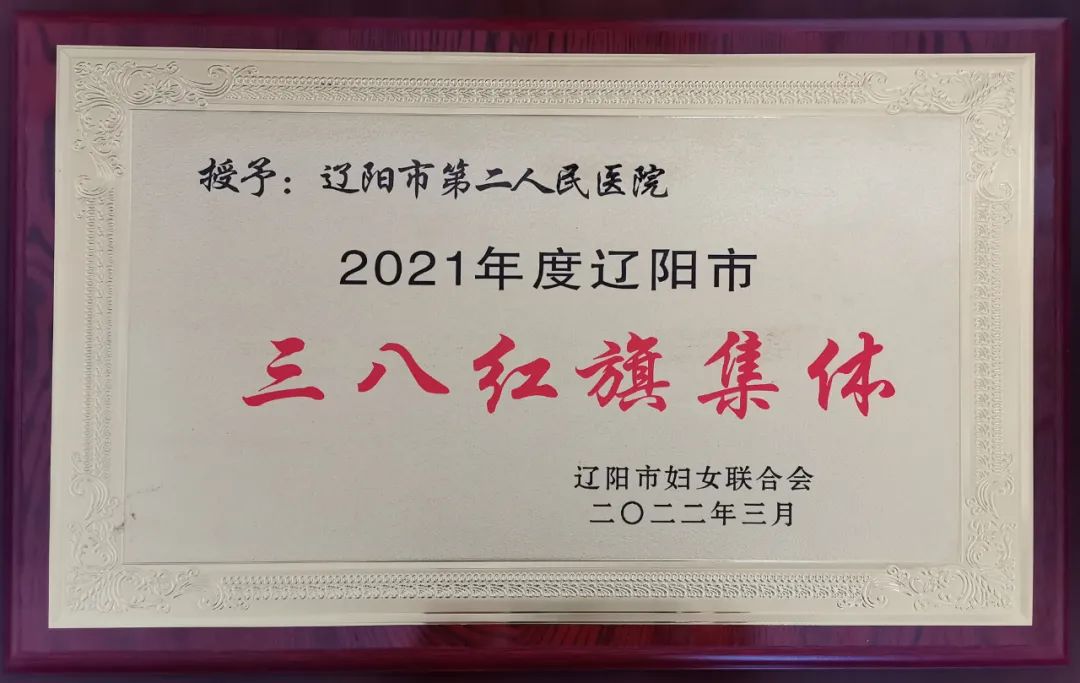 授予：辽阳市第二人民医院
2021年度辽阳市
三八红旗集体
辽阳市妇女联合会
二〇二二年三月